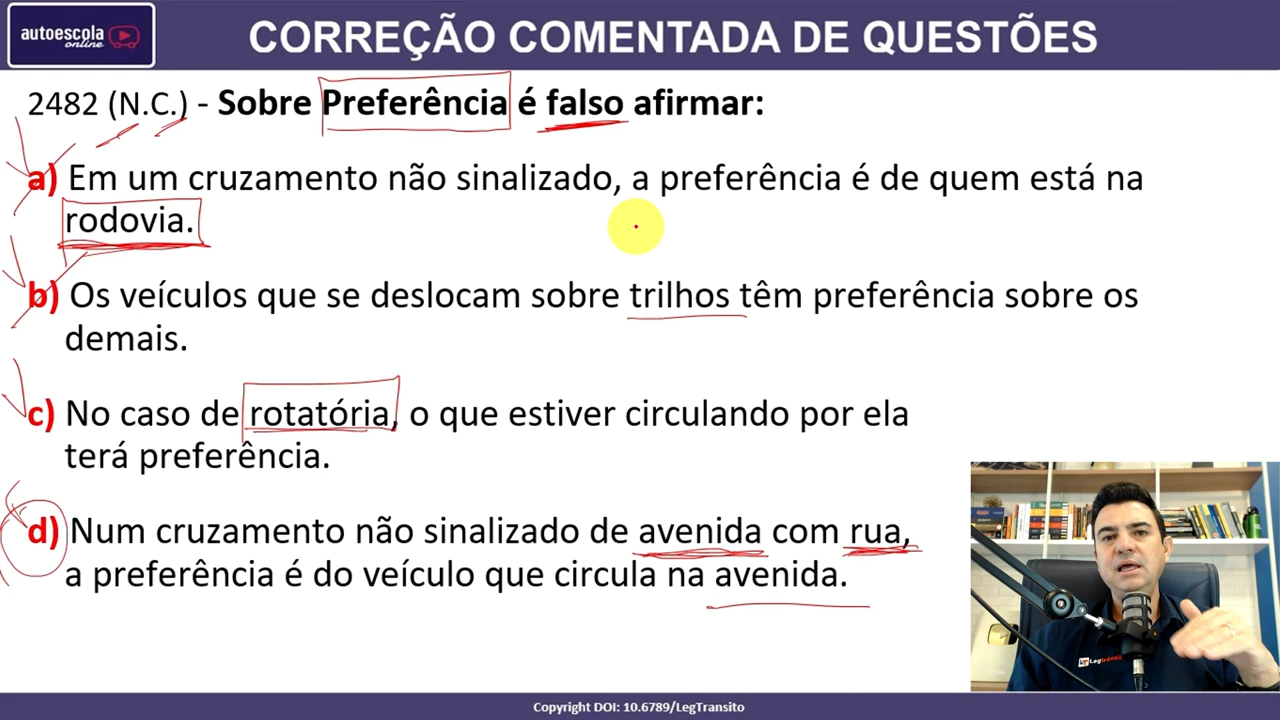 autoescola
online
CORREÇÃO COMENTADA DE QUESTÕES
2482 (N.C.) - Sobre Preferência é falso afirmar:
a) Em um cruzamento não sinalizado, a preferência é de quem está na
rodovia.
b) Os veículos que se deslocam sobre trilhos têm preferência sobre os
demais.
c) No caso de rotatória, o que estiver circulando por ela
terá preferência.
d) Num cruzamento não sinalizado de avenida com rua,
a preferência é do veículo que circula na avenida.
Legtrânsito
Copyright DOI: 10.6789/LegTransito